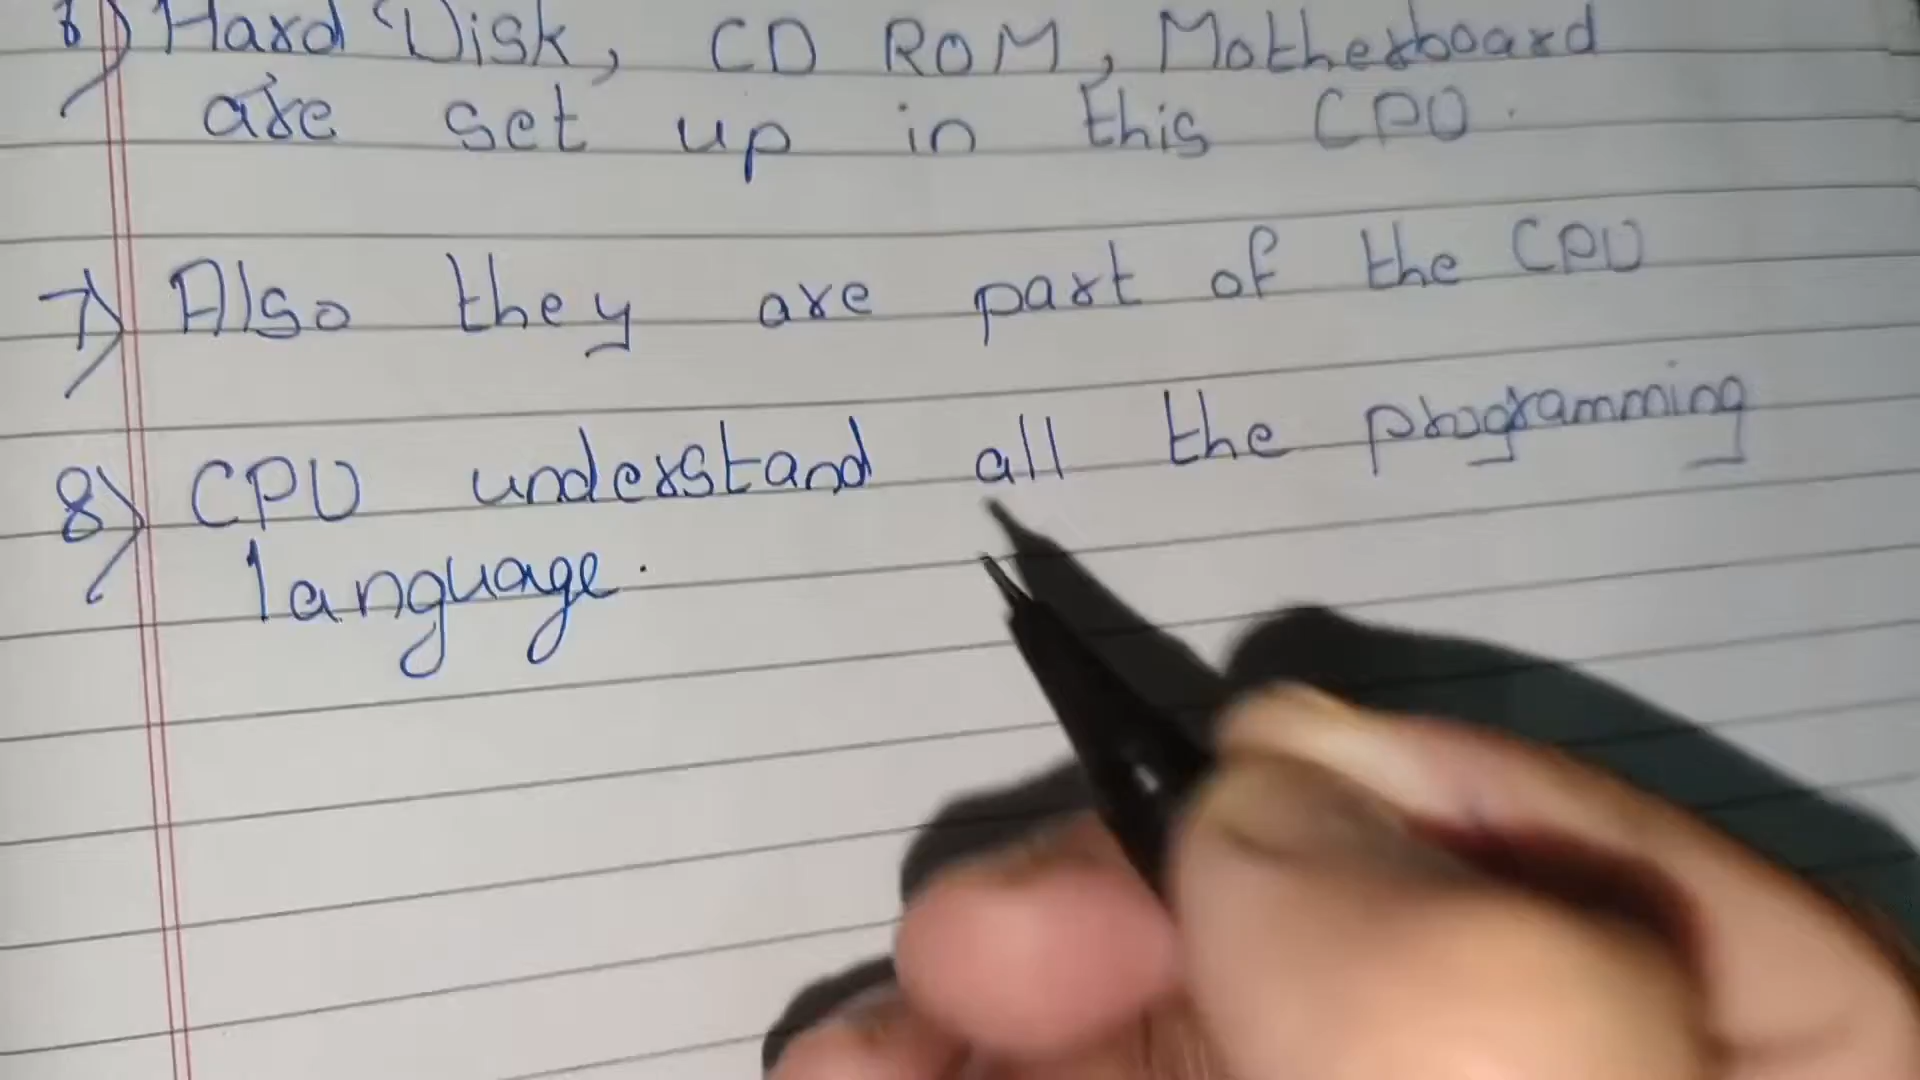 6) Hard Disk, CD ROM, Motherboard
are set up in this CPU.
7) Also they are part of the CPU
8) CPU understand all the programming
language.